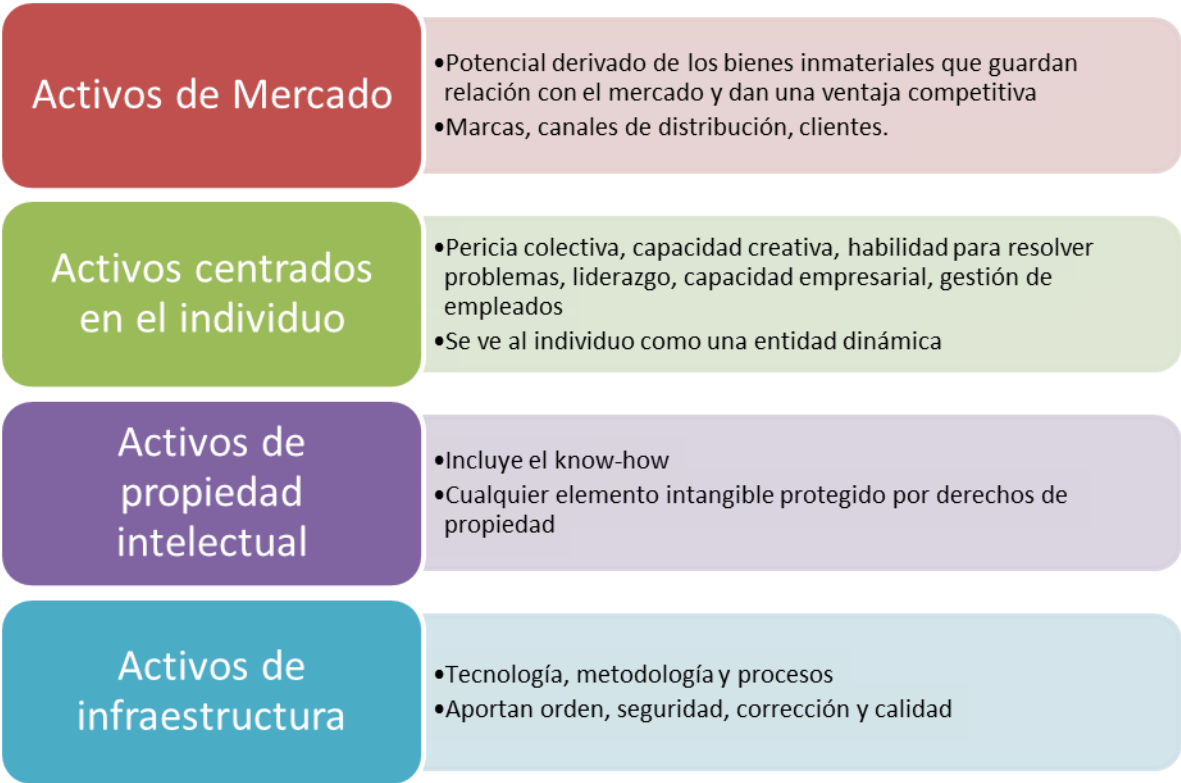 Activos de Mercado
•Potencial derivado de los bienes inmateriales que guardan
relación con el mercado y dan una ventaja competitiva
•Marcas, canales de distribución, clientes.
Activos centrados
en el individuo
•Pericia colectiva, capacidad creativa, habilidad para resolver
problemas, liderazgo, capacidad empresarial, gestión de
empleados
•Se ve al individuo como una entidad dinámica
Activos de
propiedad
intelectual
•Incluye el know-how
•Cualquier elemento intangible protegido por derechos de
propiedad
Activos de
infraestructura
•Tecnología, metodología y procesos
•Aportan orden, seguridad, corrección y calidad